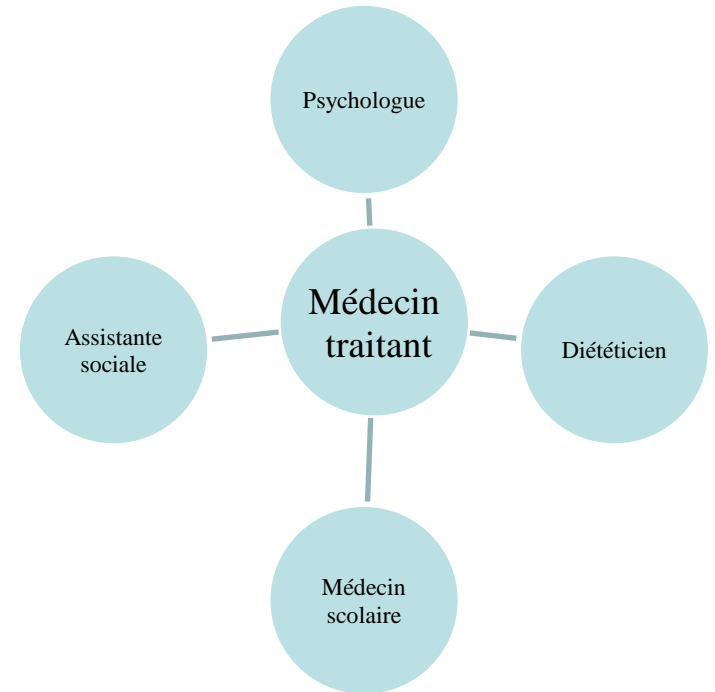 Psychologue
Médecin
traitant
Assistante
sociale
Diététicien
Médecin
scolaire